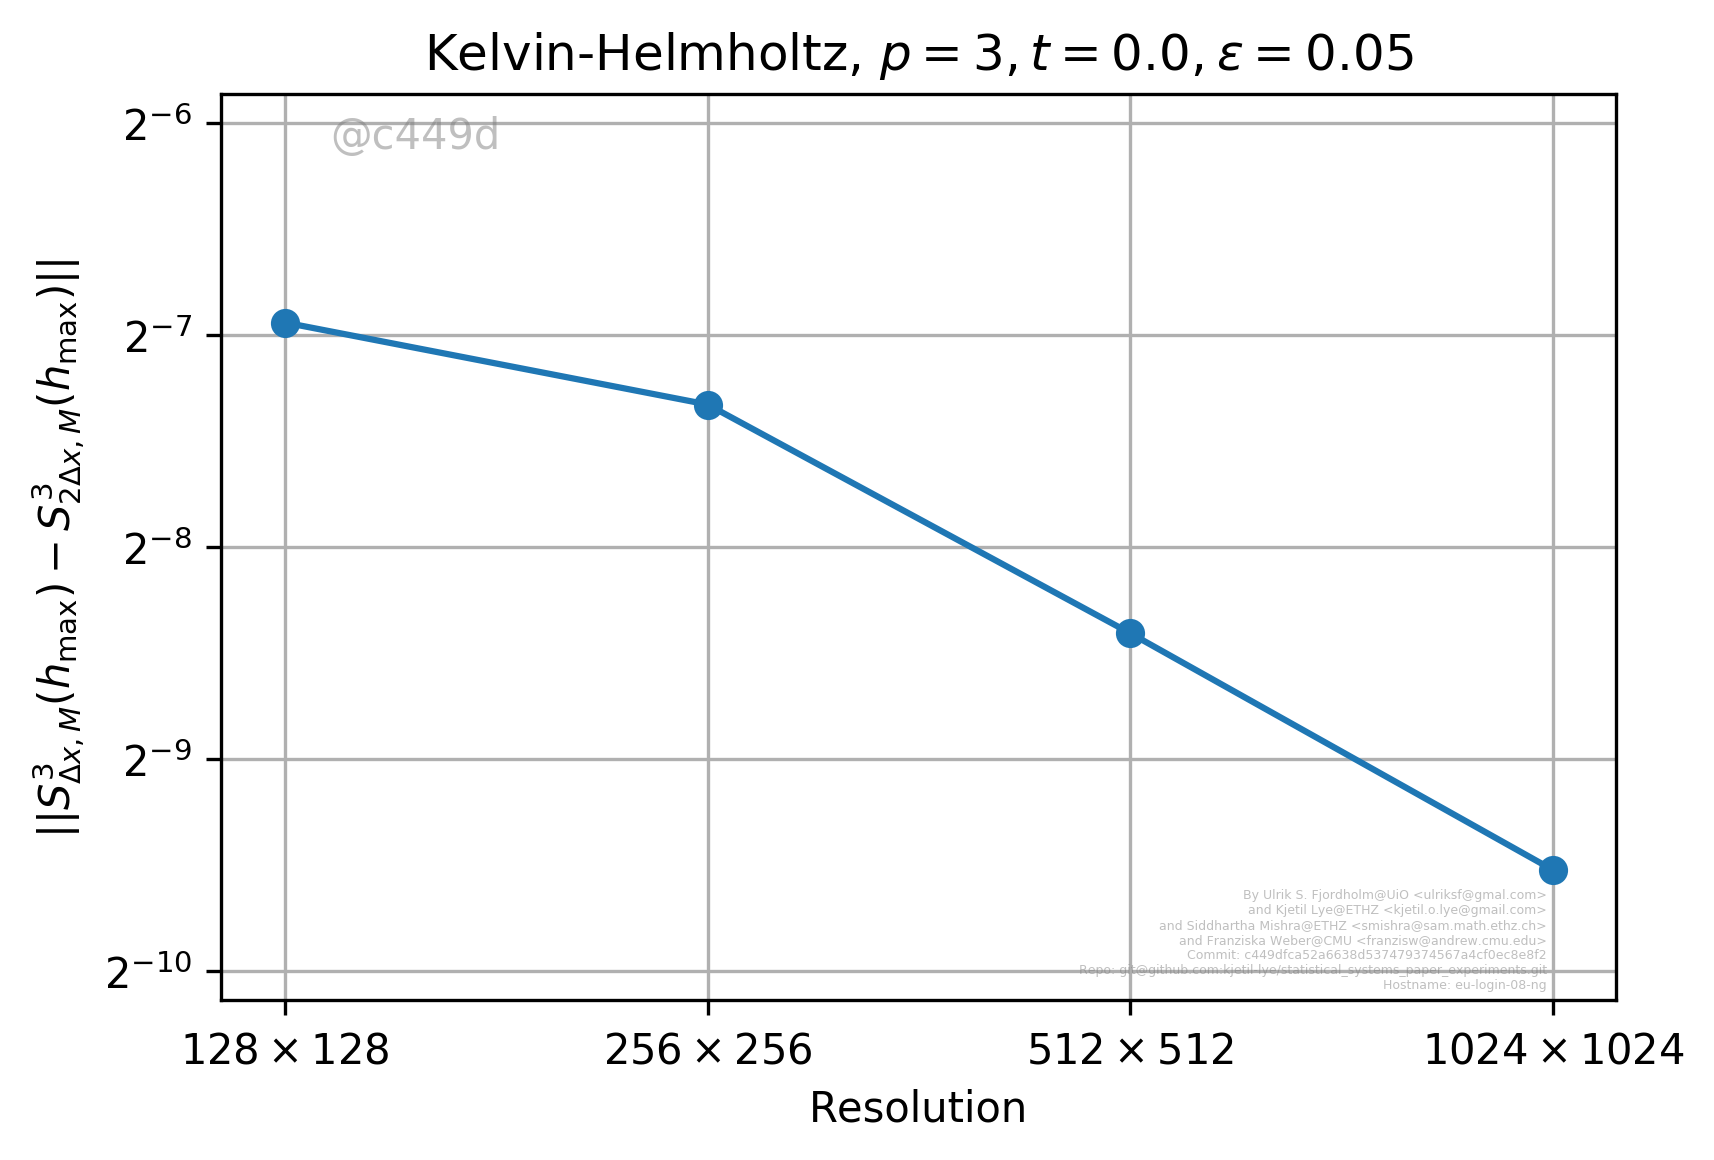 Kelvin-Helmholtz, p = 3, t = 0.0, ε = 0.05
@c449d
2⁻⁶
2⁻⁷
2⁻⁸
2⁻⁹
2⁻¹⁰
||S³_{Δx, M}(h_max) − S³_{2Δx, M}(h_max)||
By Ulrik S. Fjordholm@UiO <ulriksf@gmal.com>
and Kjetil Lye@ETHZ <kjetil.o.lye@gmail.com>
and Siddhartha Mishra@ETHZ <smishra@sam.math.ethz.ch>
and Franziska Weber@CMU <franzisw@andrew.cmu.edu>
Commit: c449dfca52a6638d537479374567a4cf0ec8e8f2
Repo: git@github.com:kjetil-lye/statistical_systems_paper_experiments.git
Hostname: eu-login-08-ng
128 × 128 256 × 256 512 × 512 1024 × 1024
Resolution